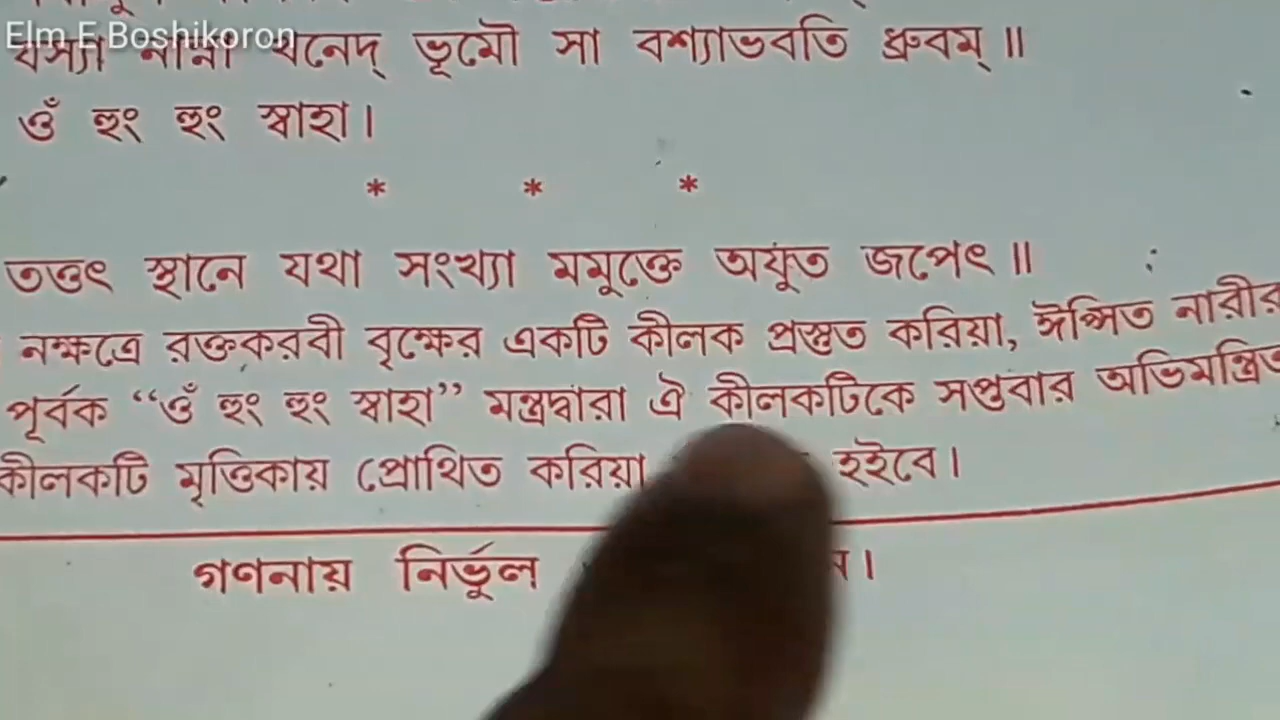 Elm E Boshikoron
যস্যা নাম্না খনেদ্ ভূমৌ সা বশ্যাভবতি ধ্রুবম্॥
ওঁ হুং হুং স্বাহা।
* * *
তত্তৎ স্থানে যথা সংখ্যা মমুক্তে অযুত জপেৎ॥
নক্ষত্রে রক্তকরবী বৃক্ষের একটি কীলক প্রস্তুত করিয়া, ঈপ্সিত নারীর
পূর্বক “ওঁ হুং হুং স্বাহা” মন্ত্রদ্বারা ঐ কীলকটিকে সপ্তবার অভিমন্ত্রিত
কীলকটি মৃত্তিকায় প্রোথিত করিয়া হইবে।
গণনায় নির্ভুল